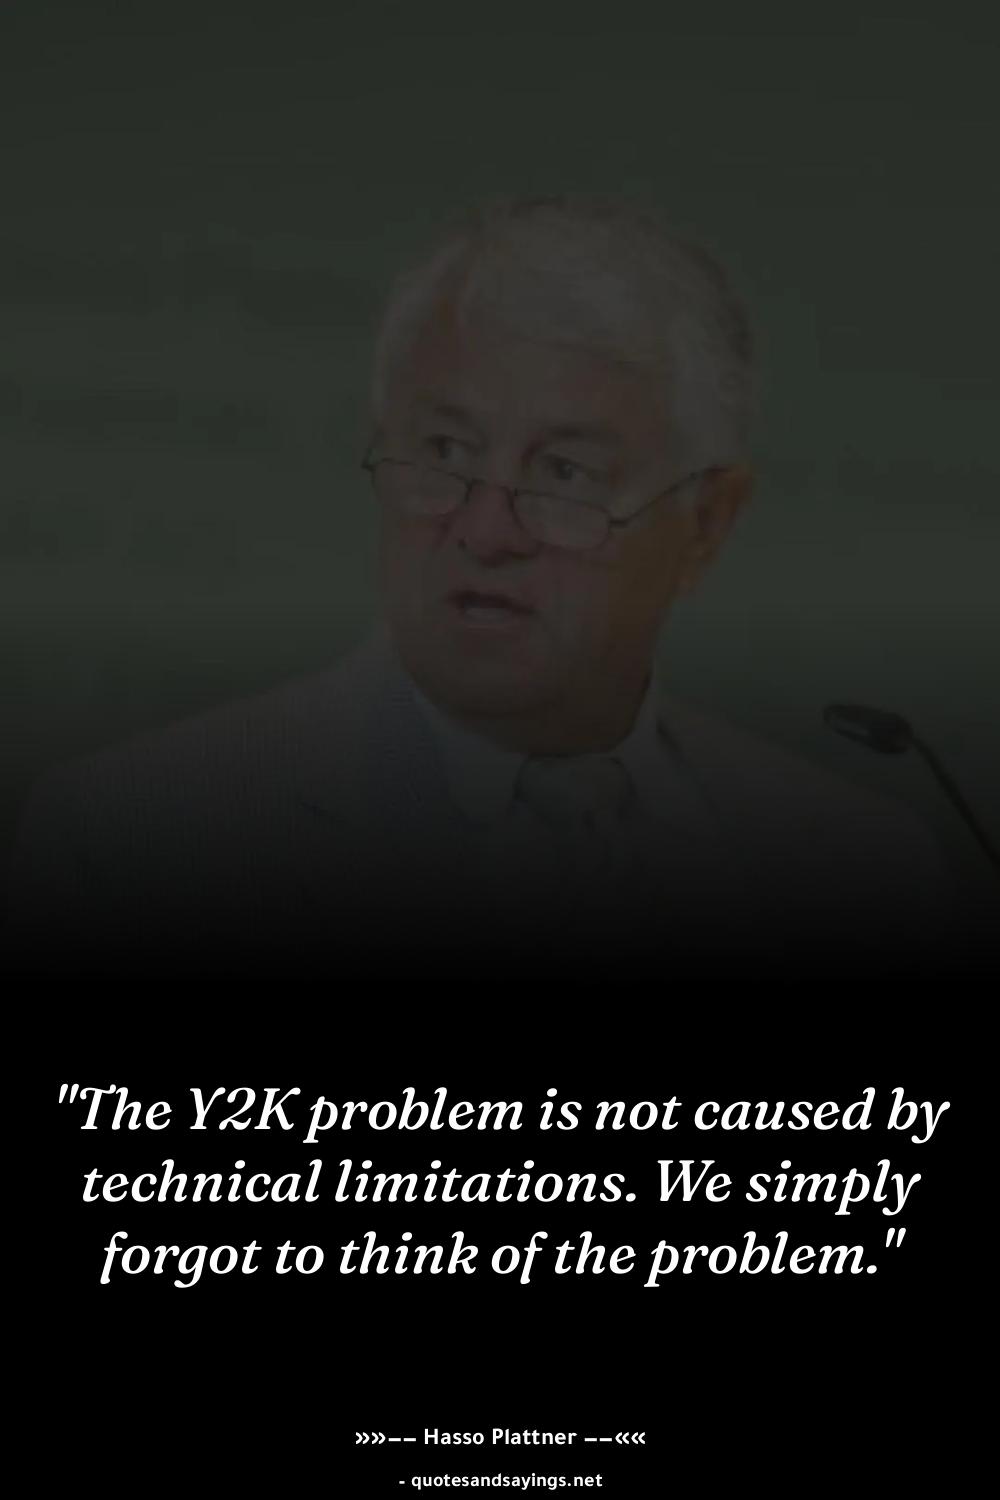 "The Y2K problem is not caused by
technical limitations. We simply
forgot to think of the problem."
»»−− Hasso Plattner −−««
- quotesandsayings.net